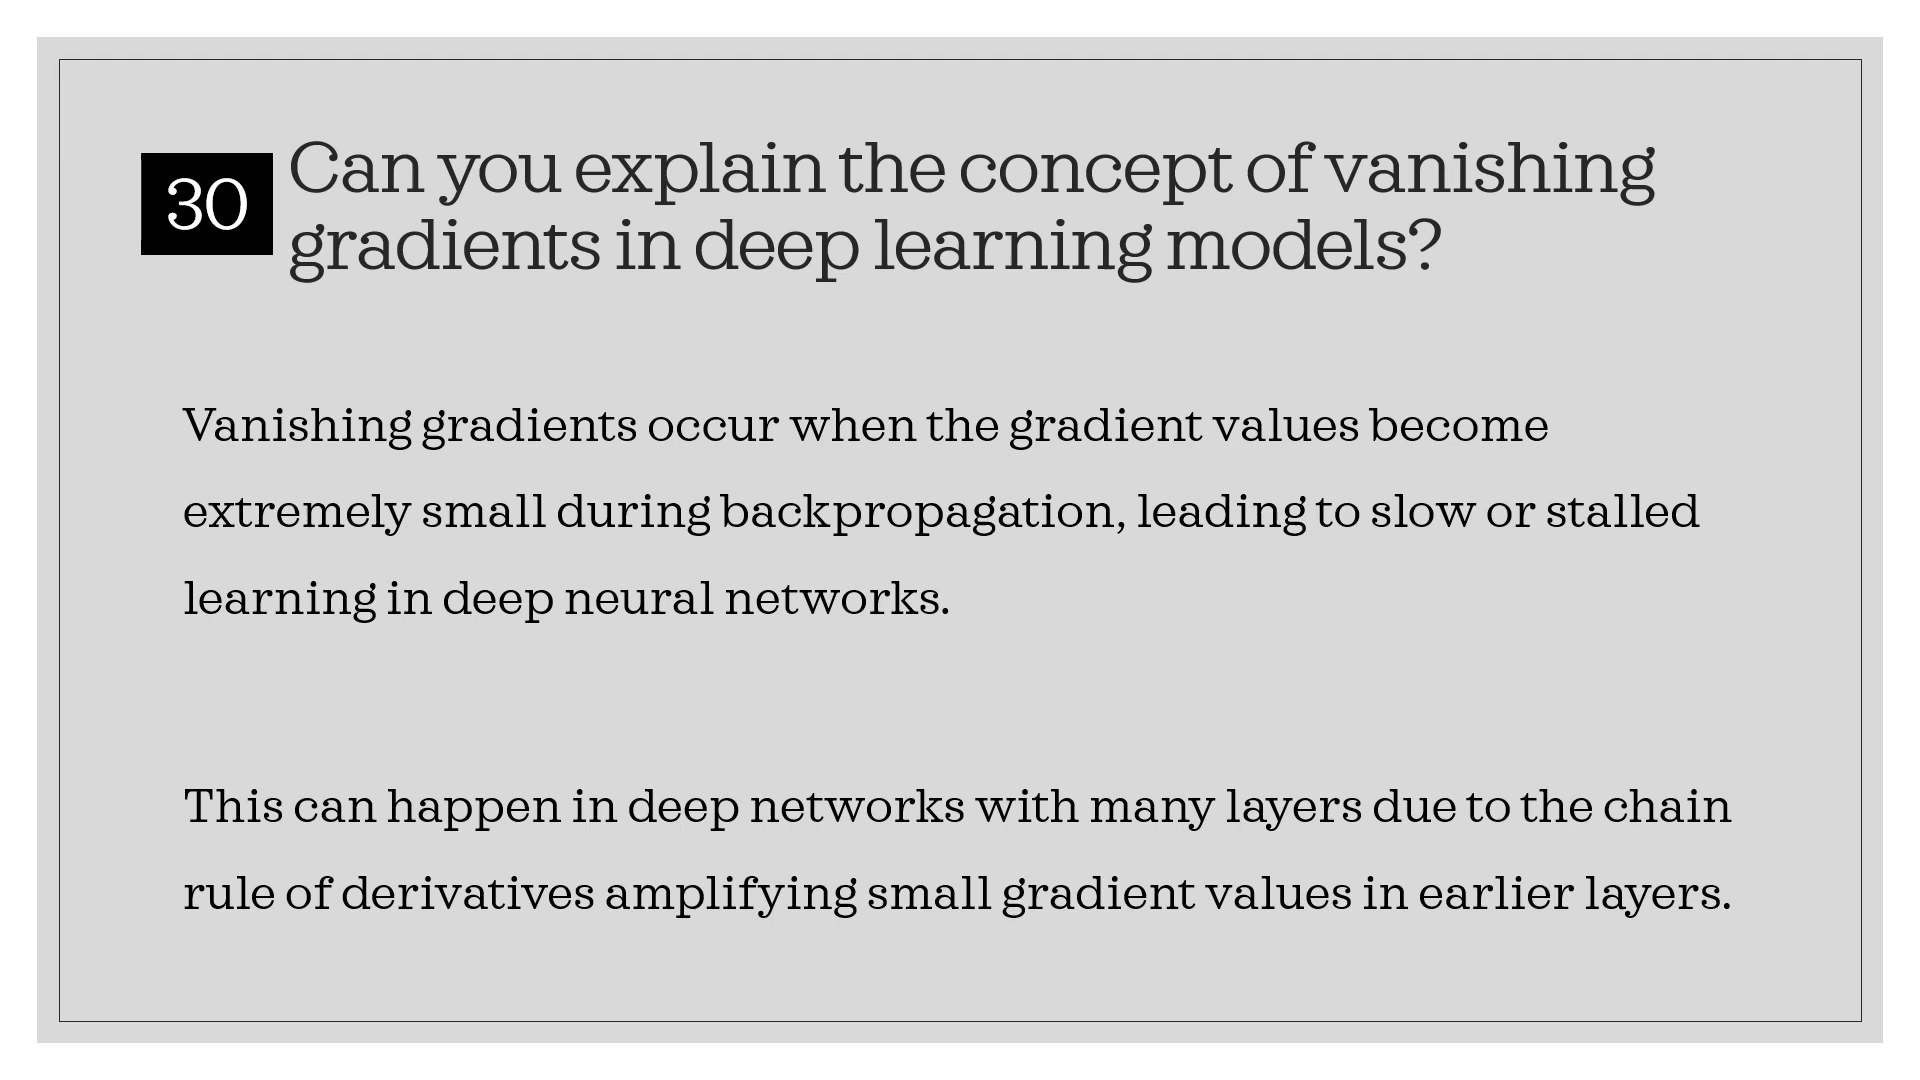 30
Can you explain the concept of vanishing
gradients in deep learning models?
Vanishing gradients occur when the gradient values become
extremely small during backpropagation, leading to slow or stalled
learning in deep neural networks.
This can happen in deep networks with many layers due to the chain
rule of derivatives amplifying small gradient values in earlier layers.